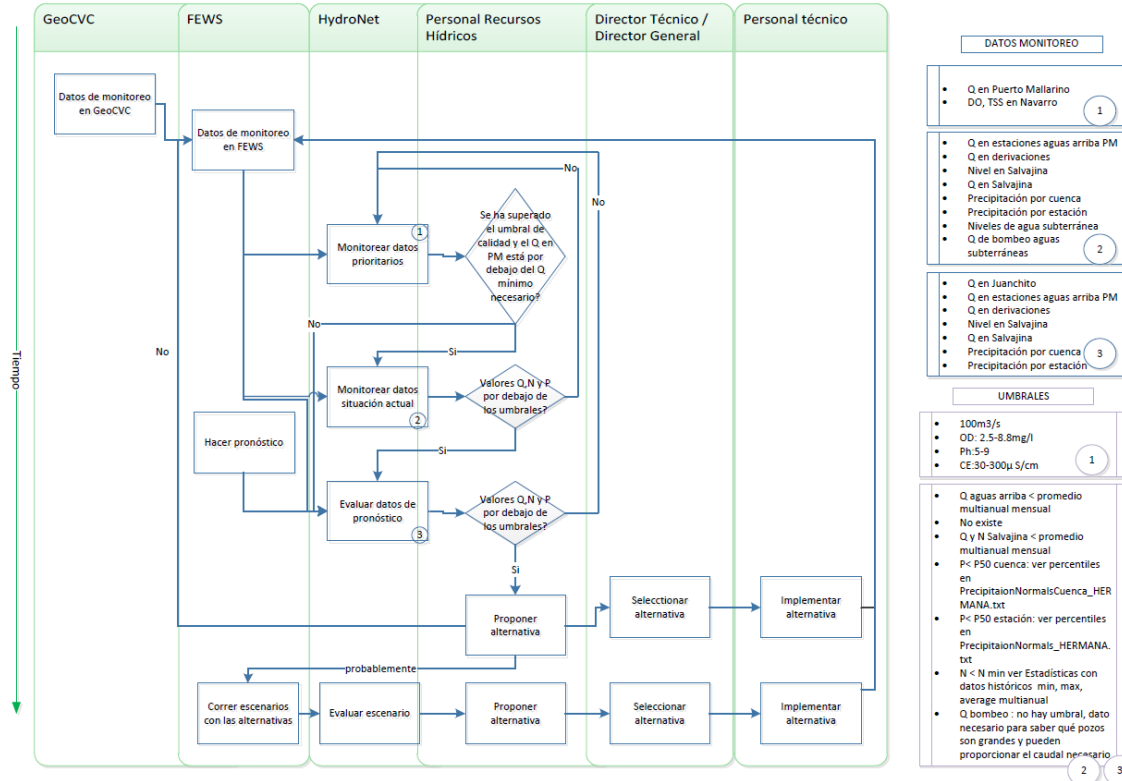 GeoCVC
FEWS
HydroNet
Personal Recursos
Hídricos
Director Técnico /
Director General
Personal técnico
Tiempo
Datos de monitoreo
en GeoCVC
Datos de monitoreo
en FEWS
No
No
Se ha superado
el umbral de
calidad y el Q en
PM está por
debajo del Q
mínimo
necesario?
1
Monitorear datos
prioritarios
No
No
Si
Monitorear datos
situación actual
2
Valores Q,N y P
por debajo de
los umbrales?
Hacer pronóstico
Si
Evaluar datos de
pronóstico
3
Valores Q,N y P
por debajo de
los umbrales?
Si
Proponer
alternativa
Selecctionar
alternativa
Implementar
alternativa
probablemente
Correr escenarios
con las alternativas
Evaluar escenario
Proponer
alternativa
Seleccionar
alternativa
Implementar
alternativa
DATOS MONITOREO
• Q en Puerto Mallarino
• DO, TSS en Navarro
1
• Q en estaciones aguas arriba PM
• Q en derivaciones
• Nivel en Salvajina
• Q en Salvajina
• Precipitación por cuenca
• Precipitación por estación
• Niveles de agua subterránea
• Q de bombeo aguas
subterráneas
2
• Q en Juanchito
• Q en estaciones aguas arriba PM
• Q en derivaciones
• Nivel en Salvajina
• Q en Salvajina
• Precipitación por cuenca
• Precipitación por estación
3
UMBRALES
• 100m3/s
• OD: 2.5-8.8mg/l
• Ph:5-9
• CE:30-300µ S/cm
1
• Q aguas arriba < promedio
multianual mensual
• No existe
• Q y N Salvajina < promedio
multianual mensual
• P< P50 cuenca: ver percentiles
en
PrecipitaionNormalsCuenca_HER
MANA.txt
• P< P50 estación: ver percentiles
en
PrecipitaionNormals_HERMANA.
txt
• N < N min ver Estadísticas con
datos históricos min, max,
average multianual
• Q bombeo : no hay umbral, dato
necesario para saber qué pozos
son grandes y pueden
proporcionar el caudal necesario
2
3